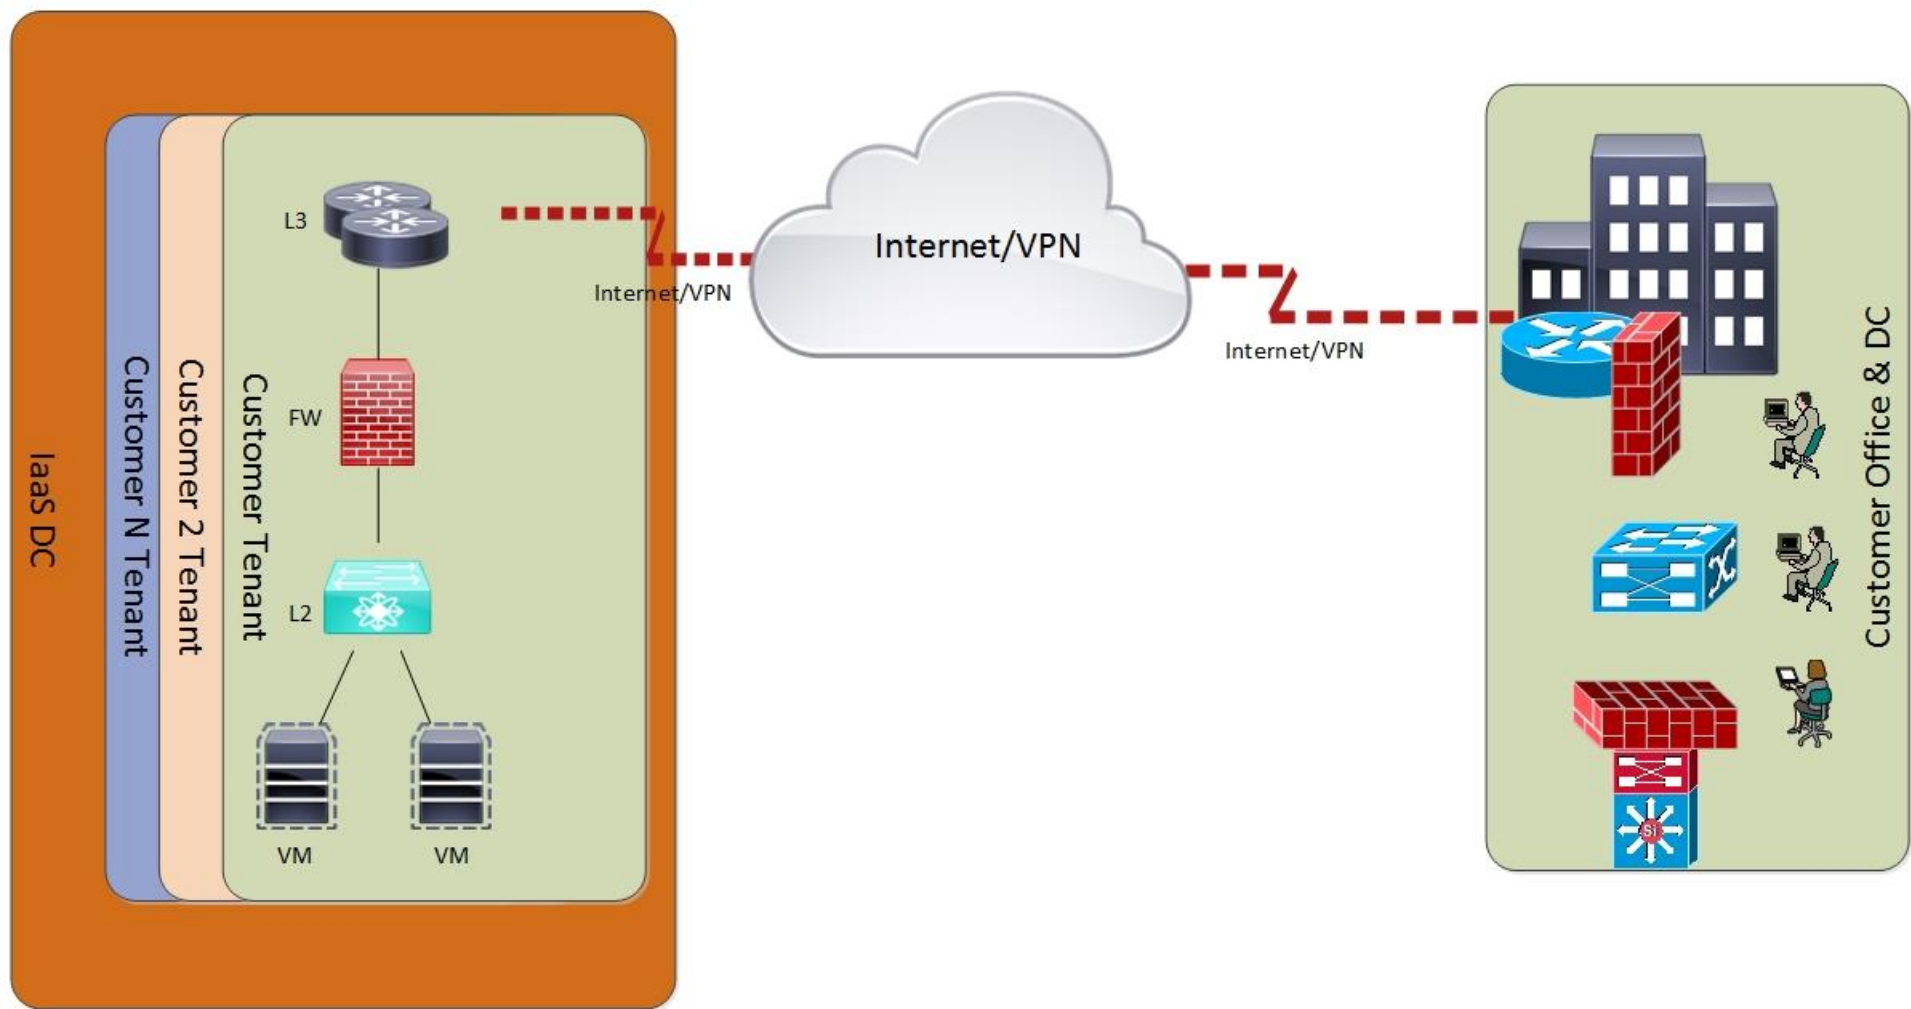 IaaS DC
Customer N Tenant
Customer 2 Tenant
Customer Tenant
L3
FW
L2
VM
VM
Internet/VPN
Internet/VPN
Internet/VPN
Customer Office & DC
Si